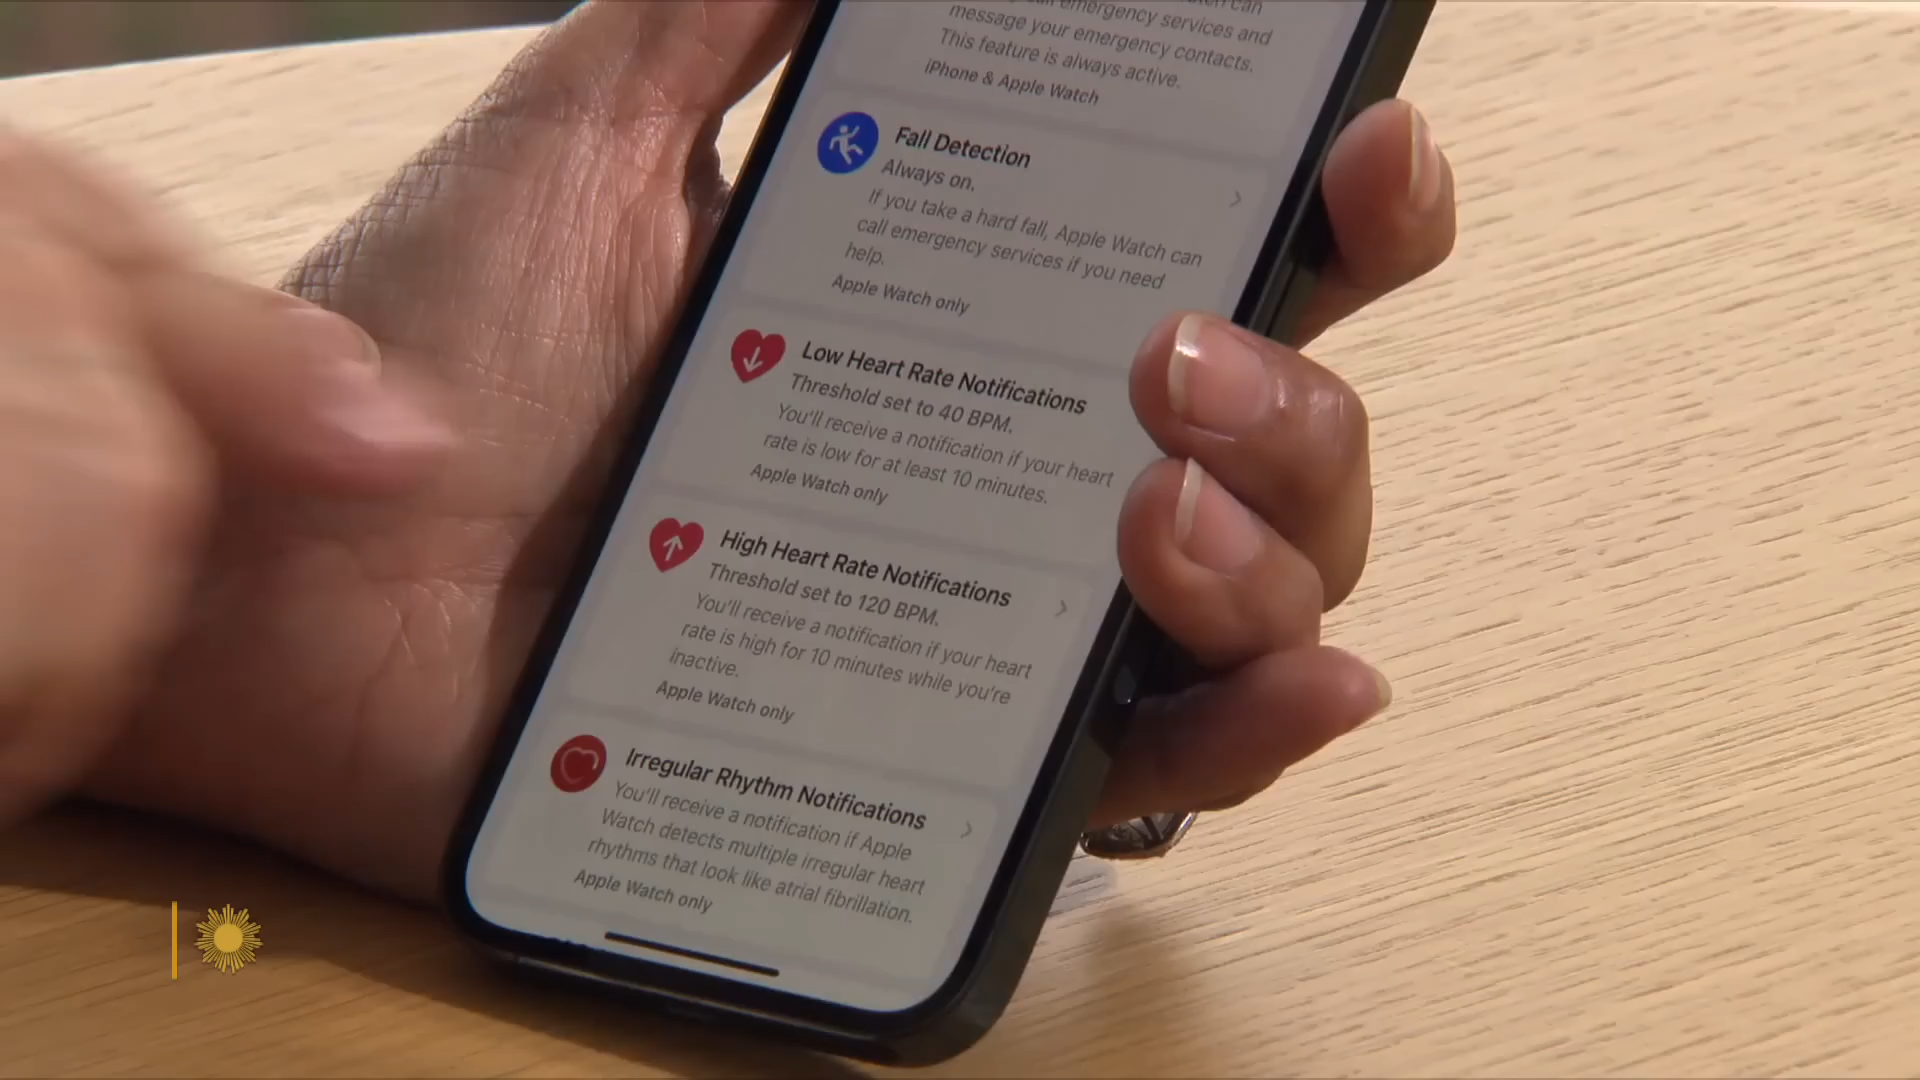 can
emergency services and
message your emergency contacts.
This feature is always active.
iPhone & Apple Watch
Fall Detection
Always on.
If you take a hard fall, Apple Watch can
call emergency services if you need
help.
Apple Watch only
Low Heart Rate Notifications
Threshold set to 40 BPM.
You'll receive a notification if your heart
rate is low for at least 10 minutes.
Apple Watch only
High Heart Rate Notifications
Threshold set to 120 BPM.
You'll receive a notification if your heart
rate is high for 10 minutes while you're
inactive.
Apple Watch only
Irregular Rhythm Notifications
You'll receive a notification if Apple
Watch detects multiple irregular heart
rhythms that look like atrial fibrillation.
Apple Watch only